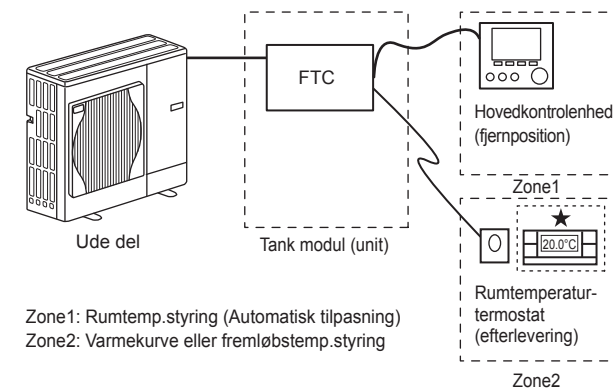 FTC
Hovedkontrolenhed
(fjernposition)
Zone1
Ude del
Tank modul (unit)
20.0°C
Rumtemperatur-
termostat
(efterlevering)
Zone2
Zone1: Rumtemp.styring (Automatisk tilpasning)
Zone2: Varmekurve eller fremløbstemp.styring